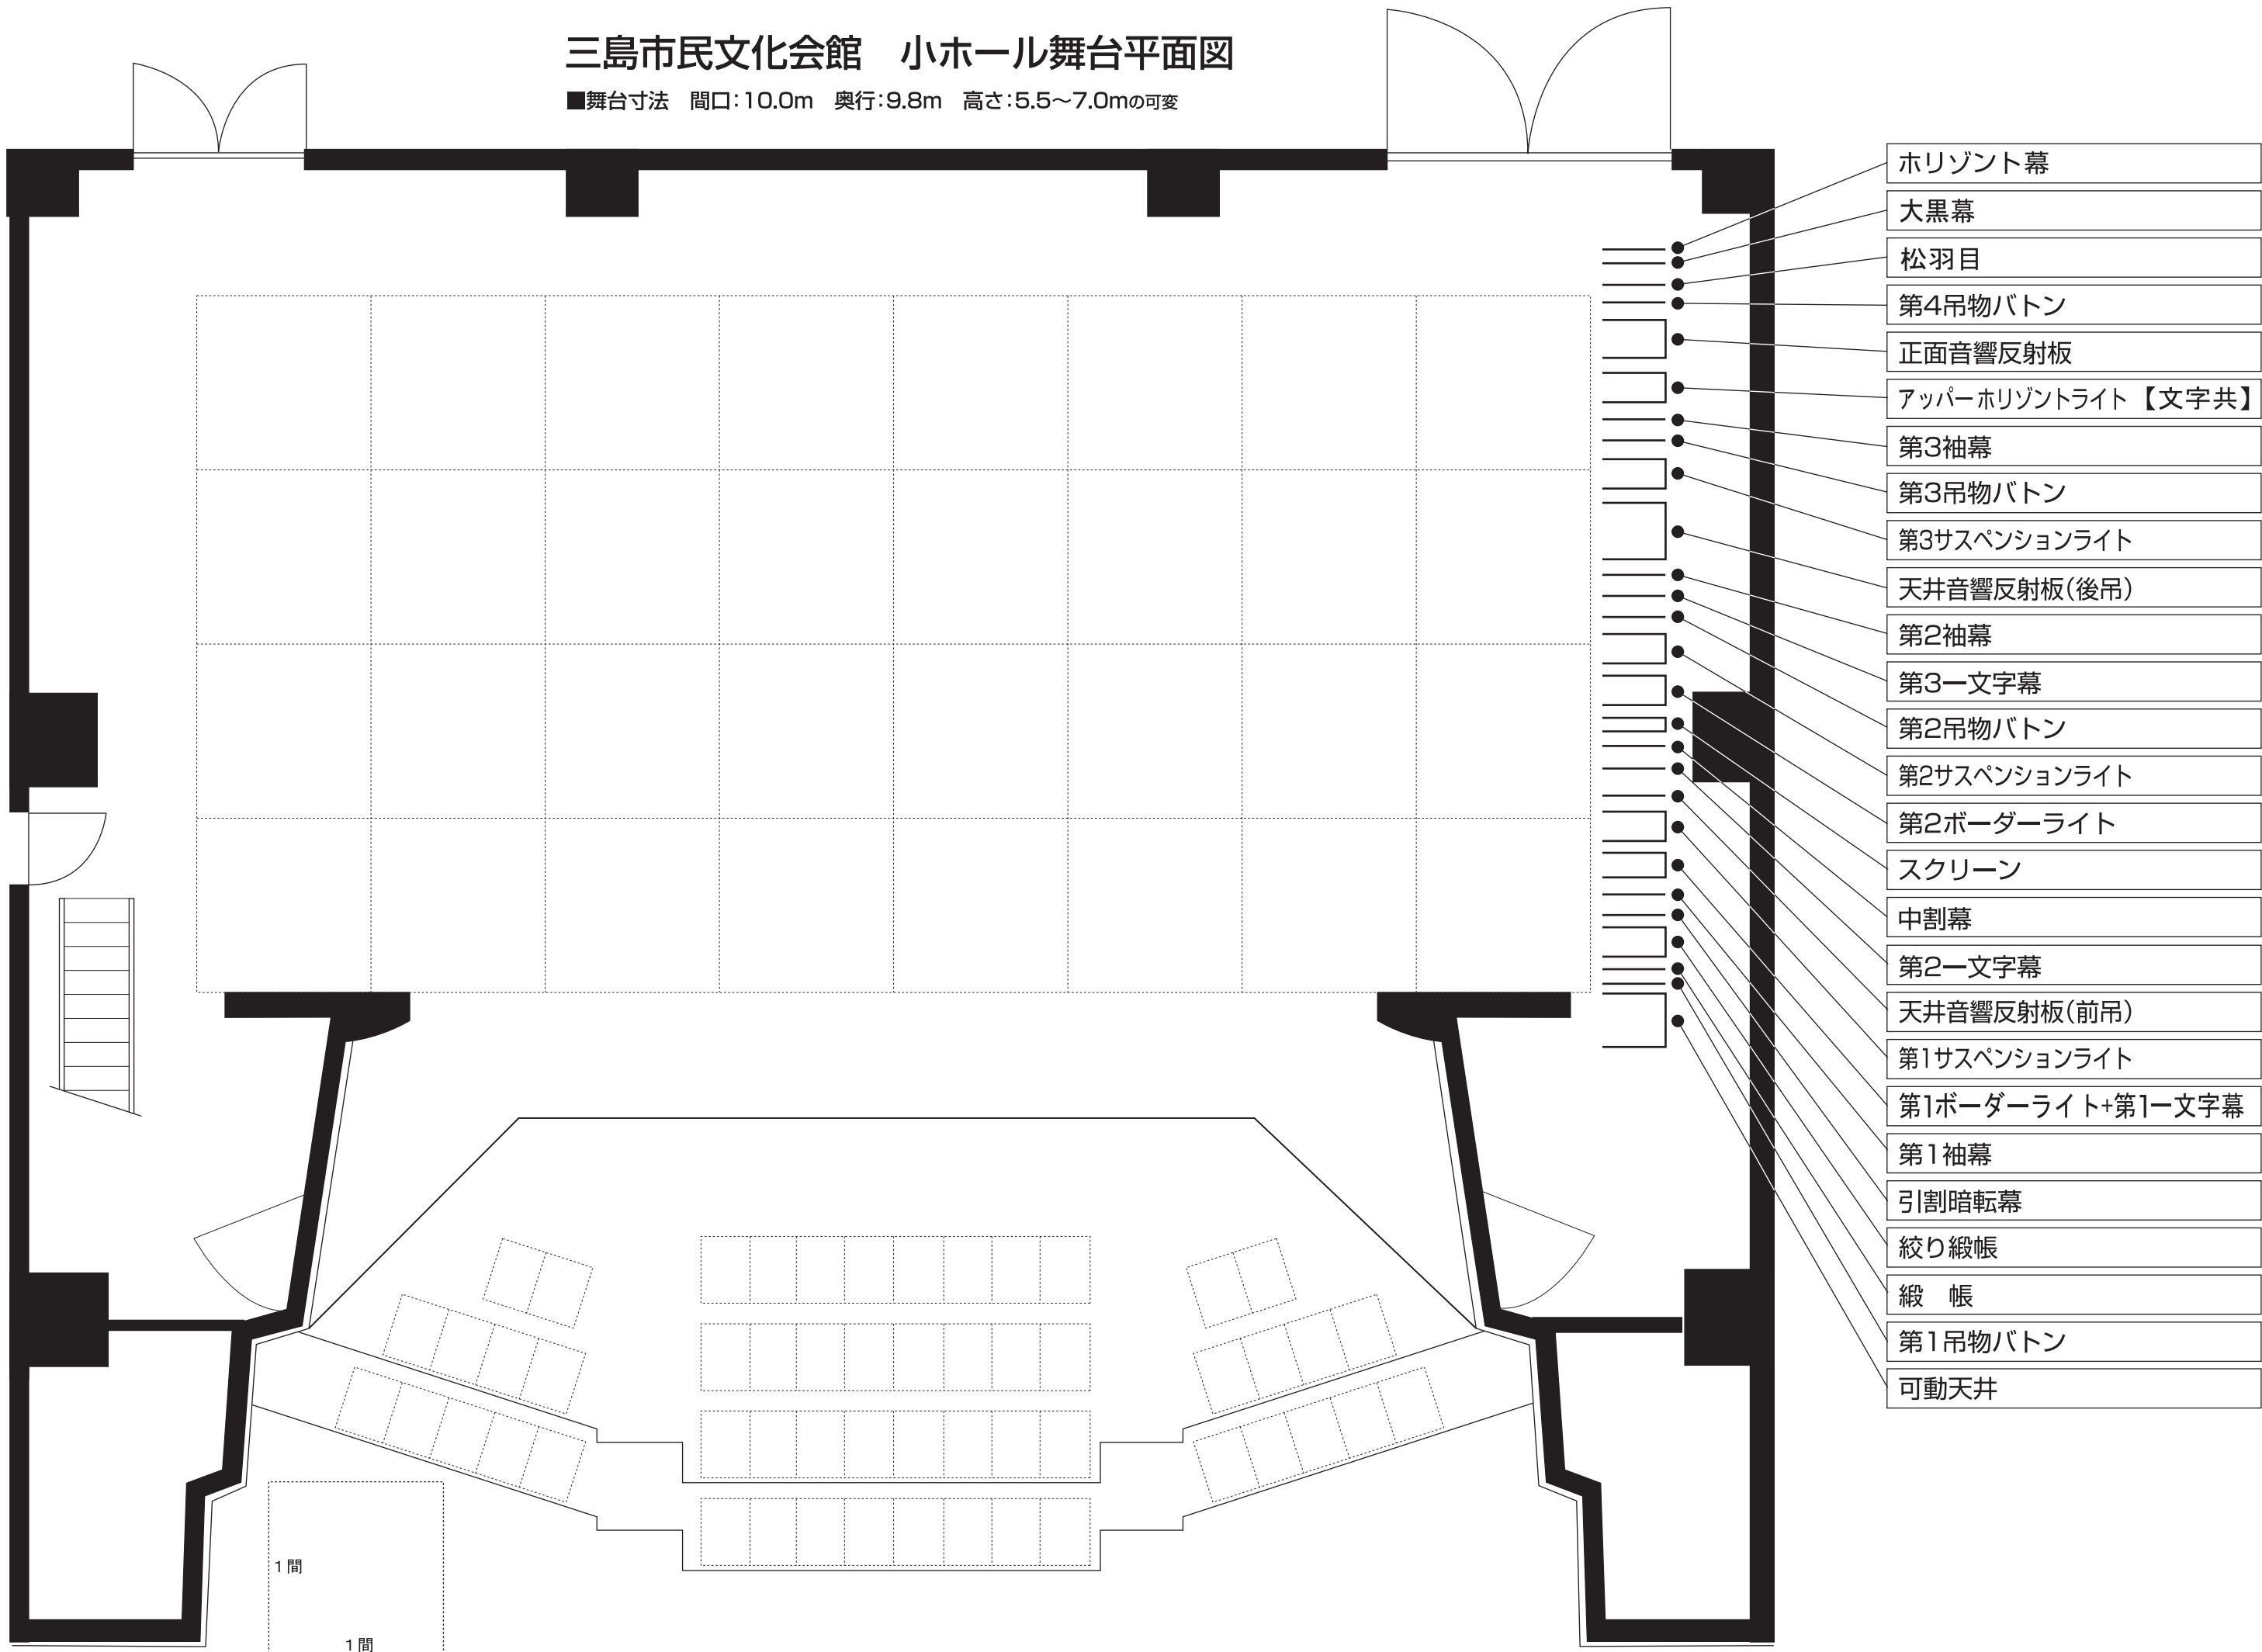 三島市民文化会館　小ホール舞台平面図
■舞台寸法　間口：10.0m　奥行：9.8m　高さ：5.5〜7.0mの可変
ホリゾント幕
大黒幕
松羽目
第4吊物バトン
正面音響反射板
アッパーホリゾントライト【文字共】
第3袖幕
第3吊物バトン
第3サスペンションライト
天井音響反射板（後吊）
第2袖幕
第3一文字幕
第2吊物バトン
第2サスペンションライト
第2ボーダーライト
スクリーン
中割幕
第2一文字幕
天井音響反射板（前吊）
第1サスペンションライト
第1ボーダーライト+第1一文字幕
第1袖幕
引割暗転幕
絞り緞帳
緞　帳
第1吊物バトン
可動天井
1間
1間